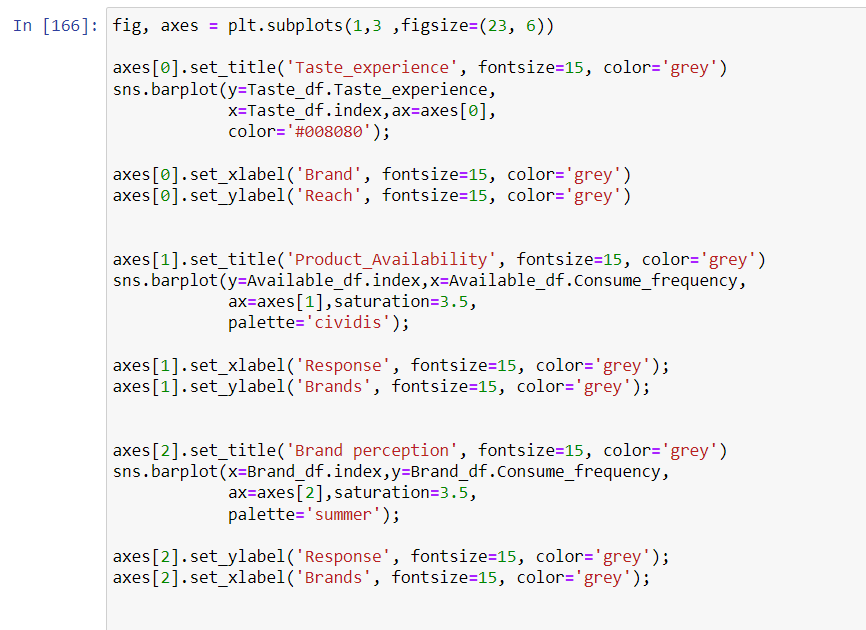 In [166]: fig, axes = plt.subplots(1,3 ,figsize=(23, 6))
axes[0].set_title('Taste_experience', fontsize=15, color='grey')
sns.barplot(y=Taste_df.Taste_experience,
x=Taste_df.index,ax=axes[0],
color='#008080');
axes[0].set_xlabel('Brand', fontsize=15, color='grey')
axes[0].set_ylabel('Reach', fontsize=15, color='grey')
axes[1].set_title('Product_Availability', fontsize=15, color='grey')
sns.barplot(y=Available_df.index,x=Available_df.Consume_frequency,
ax=axes[1],saturation=3.5,
palette='cividis');
axes[1].set_xlabel('Response', fontsize=15, color='grey');
axes[1].set_ylabel('Brands', fontsize=15, color='grey');
axes[2].set_title('Brand perception', fontsize=15, color='grey')
sns.barplot(x=Brand_df.index,y=Brand_df.Consume_frequency,
ax=axes[2],saturation=3.5,
palette='summer');
axes[2].set_ylabel('Response', fontsize=15, color='grey');
axes[2].set_xlabel('Brands', fontsize=15, color='grey');